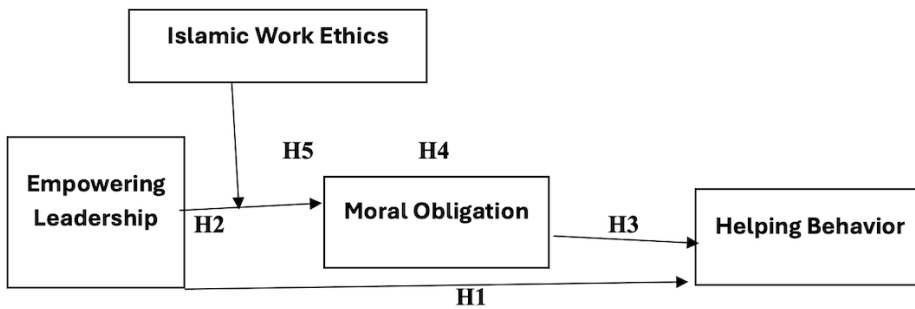 Islamic Work Ethics
H5
H4
Empowering
Leadership
H2
Moral Obligation
H3
Helping Behavior
H1